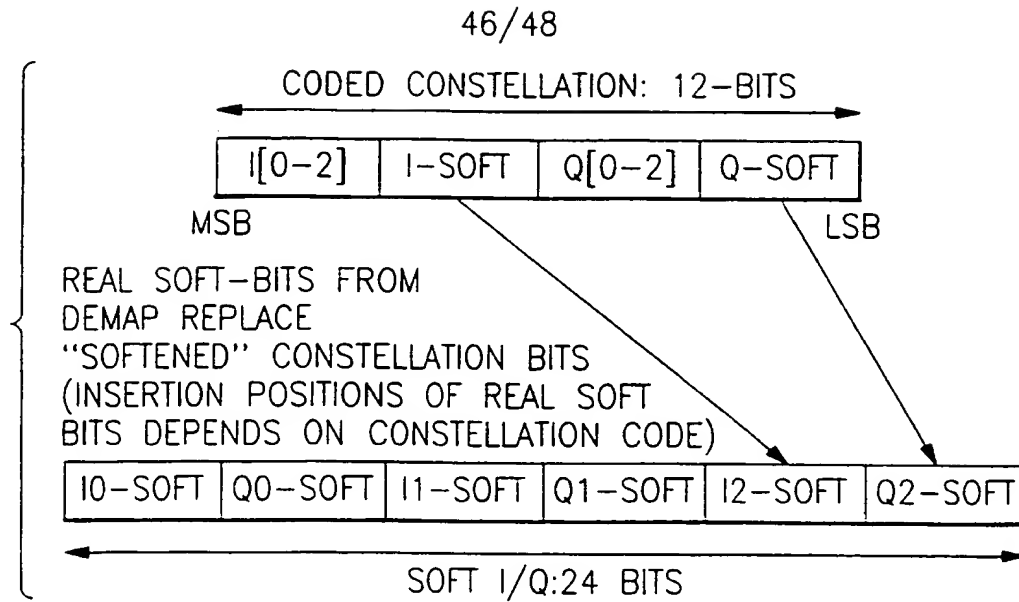 46/48
CODED CONSTELLATION: 12-BITS
I[0-2] I-SOFT Q[0-2] Q-SOFT
MSB LSB
REAL SOFT-BITS FROM
DEMAP REPLACE
"SOFTENED" CONSTELLATION BITS
(INSERTION POSITIONS OF REAL SOFT
BITS DEPENDS ON CONSTELLATION CODE)
I0-SOFT Q0-SOFT I1-SOFT Q1-SOFT I2-SOFT Q2-SOFT
SOFT I/Q:24 BITS